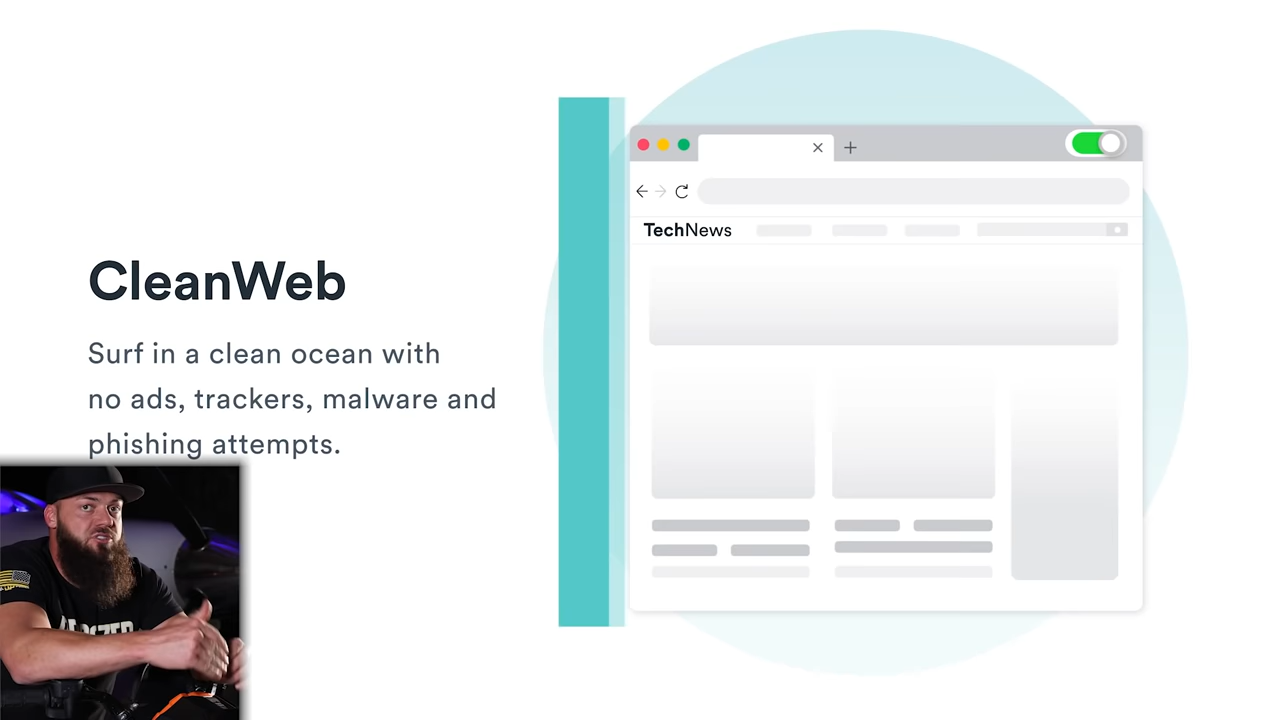 TechNews
CleanWeb
Surf in a clean ocean with
no ads, trackers, malware and
phishing attempts.